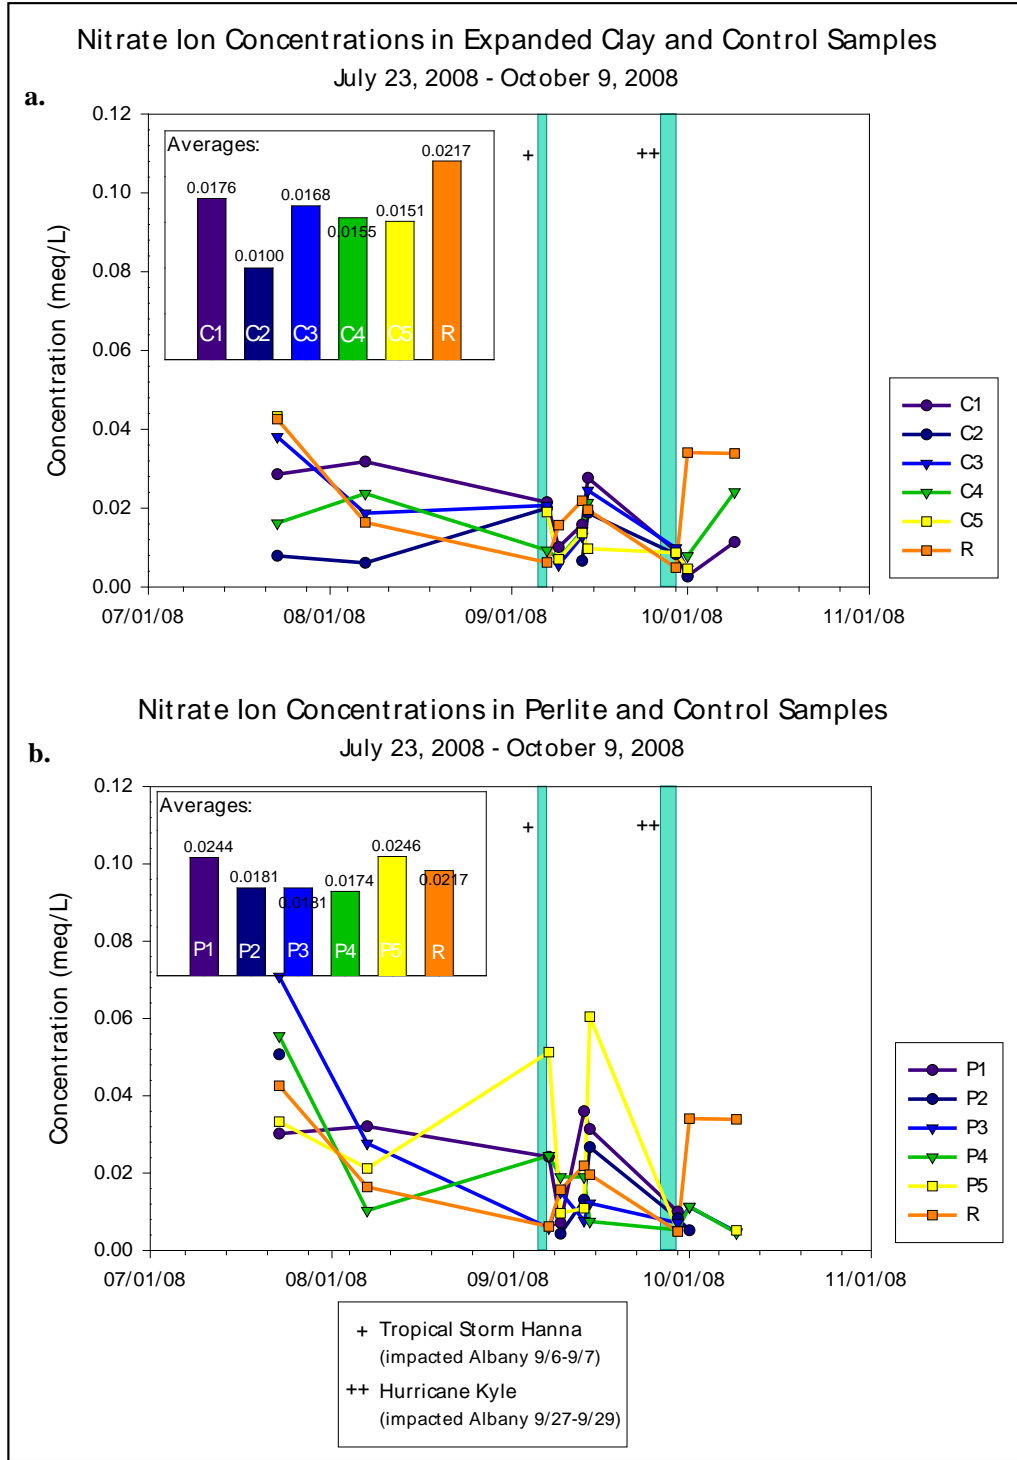 Nitrate Ion Concentrations in Expanded Clay and Control Samples
July 23, 2008 - October 9, 2008
a.
0.12
0.10
0.08
0.06
0.04
0.02
0.00
Concentration (meq/L)
Averages:
0.0176
0.0100
0.0168
0.0155
0.0151
0.0217
C1
C2
C3
C4
C5
R
+
++
07/01/08
08/01/08
09/01/08
10/01/08
11/01/08
C1
C2
C3
C4
C5
R
Nitrate Ion Concentrations in Perlite and Control Samples
July 23, 2008 - October 9, 2008
b.
0.12
0.10
0.08
0.06
0.04
0.02
0.00
Concentration (meq/L)
Averages:
0.0244
0.0181
0.0181
0.0174
0.0246
0.0217
P1
P2
P3
P4
P5
R
+
++
07/01/08
08/01/08
09/01/08
10/01/08
11/01/08
P1
P2
P3
P4
P5
R
+ Tropical Storm Hanna
(impacted Albany 9/6-9/7)
++ Hurricane Kyle
(impacted Albany 9/27-9/29)